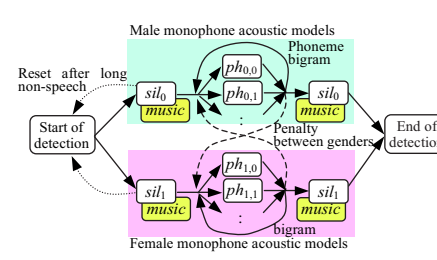 Male monophone acoustic models
Phoneme
bigram
Reset after long
non-speech
ph0,0
ph0,1
:
sil0
music
sil0
music
Start of
detection
Penalty
between genders
End of
detection
ph1,0
ph1,1
:
sil1
music
sil1
music
bigram
Female monophone acoustic models